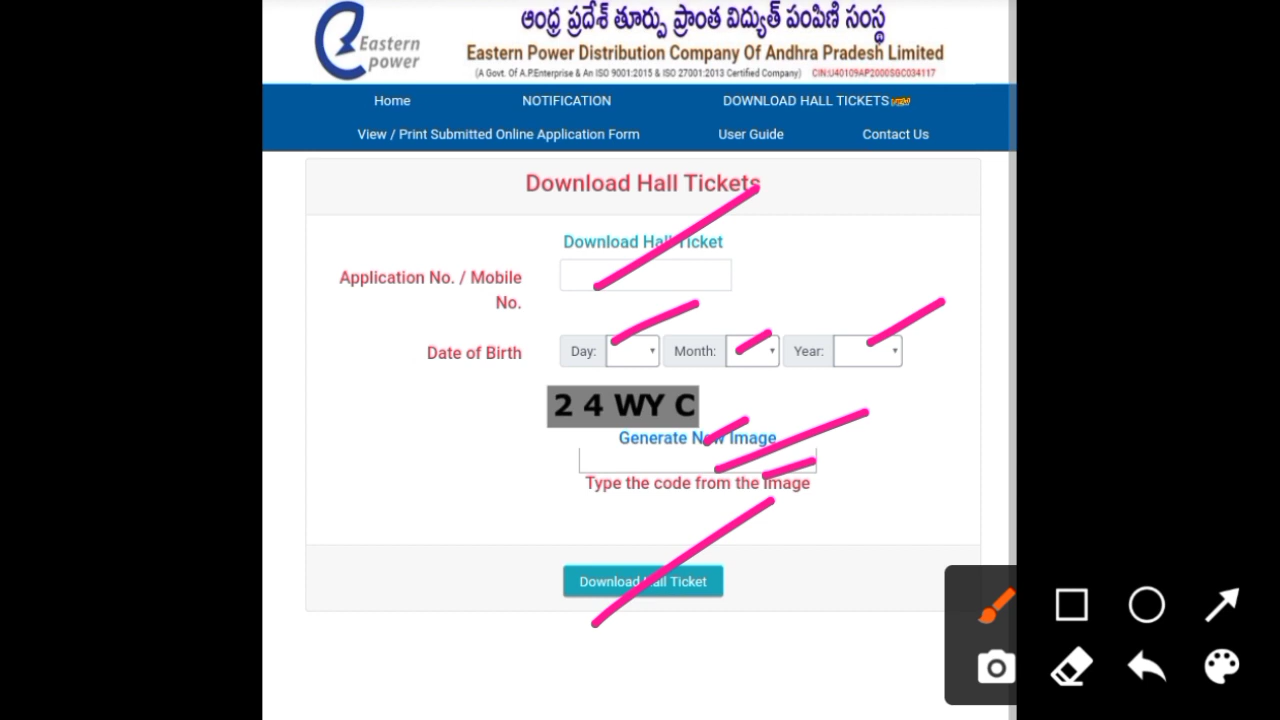 Eastern
power
ఆంధ్ర ప్రదేశ్ తూర్పు ప్రాంత విద్యుత్ పంపిణి సంస్థ
Eastern Power Distribution Company Of Andhra Pradesh Limited
(A Govt. Of A.P.Enterprise & An ISO 9001:2015 & ISO 27001:2013 Certified Company) CIN:U40109AP2000SGC034117
Home NOTIFICATION DOWNLOAD HALL TICKETS NEW
View / Print Submitted Online Application Form User Guide Contact Us
Download Hall Tickets
Download Hall Ticket
Application No. / Mobile
No.
Date of Birth Day: Month: Year:
2 4 WY C
Generate New Image
Type the code from the image
Download Hall Ticket